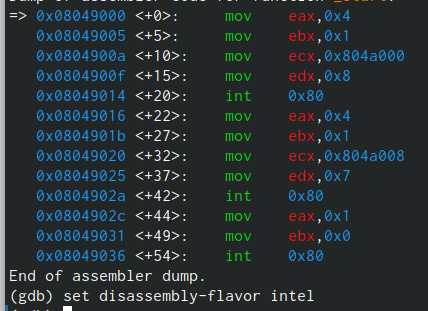 => 0x08049000 <+0>: mov eax,0x4
0x08049005 <+5>: mov ebx,0x1
0x0804900a <+10>: mov ecx,0x804a000
0x0804900f <+15>: mov edx,0x8
0x08049014 <+20>: int 0x80
0x08049016 <+22>: mov eax,0x4
0x0804901b <+27>: mov ebx,0x1
0x08049020 <+32>: mov ecx,0x804a008
0x08049025 <+37>: mov edx,0x7
0x0804902a <+42>: int 0x80
0x0804902c <+44>: mov eax,0x1
0x08049031 <+49>: mov ebx,0x0
0x08049036 <+54>: int 0x80
End of assembler dump.
(gdb) set disassembly-flavor intel